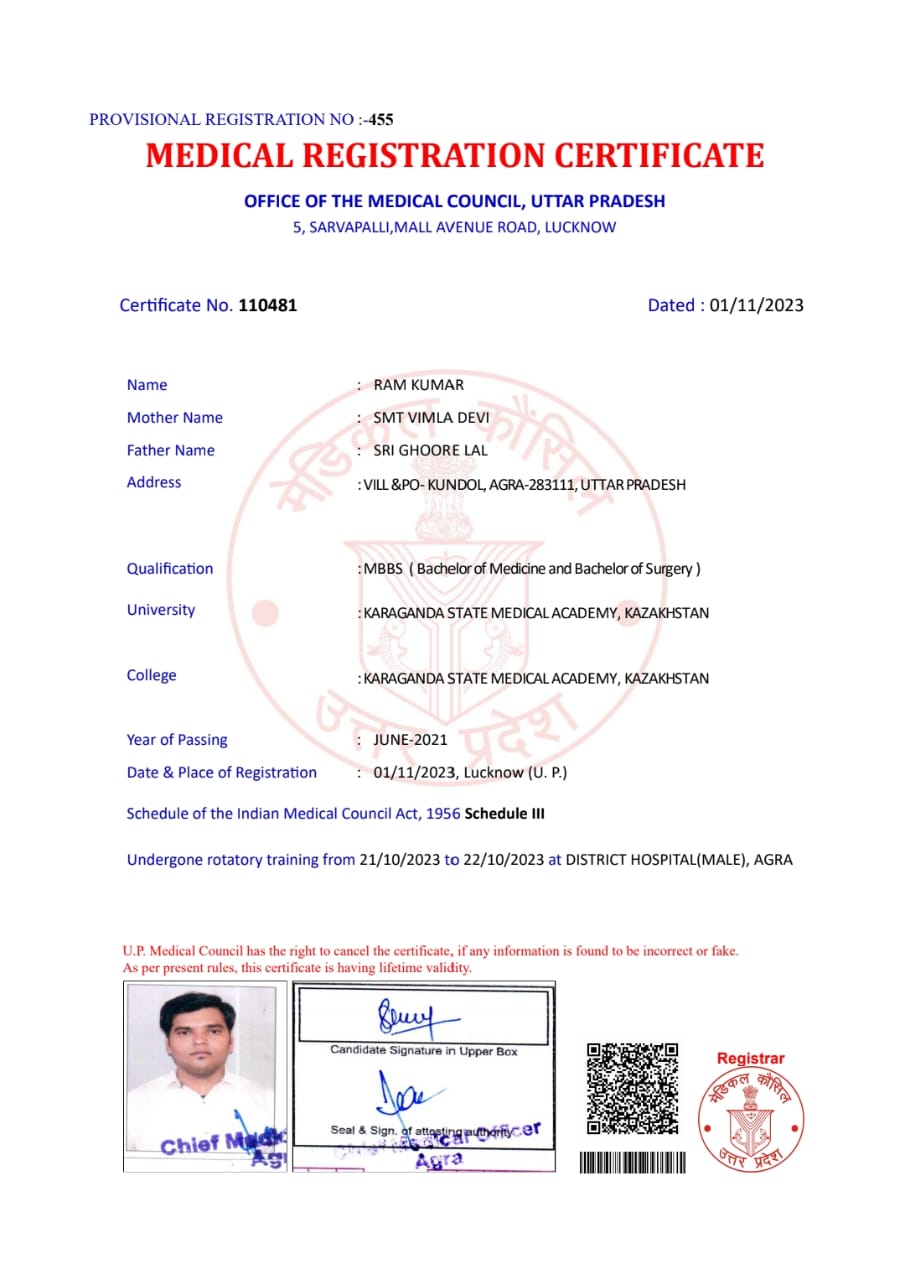 PROVISIONAL REGISTRATION NO :-455
MEDICAL REGISTRATION CERTIFICATE
OFFICE OF THE MEDICAL COUNCIL, UTTAR PRADESH
5, SARVAPALLI,MALL AVENUE ROAD, LUCKNOW
Certificate No. 110481 Dated : 01/11/2023
मेडिकल कौंसिल
Name : RAM KUMAR
Mother Name : SMT VIMLA DEVI
Father Name : SRI GHOORE LAL
Address : VILL &PO- KUNDOL, AGRA-283111, UTTAR PRADESH
Qualification : MBBS ( Bachelor of Medicine and Bachelor of Surgery )
University : KARAGANDA STATE MEDICAL ACADEMY, KAZAKHSTAN
College : KARAGANDA STATE MEDICAL ACADEMY, KAZAKHSTAN
उत्तर प्रदेश
Year of Passing : JUNE-2021
Date & Place of Registration : 01/11/2023, Lucknow (U. P.)
Schedule of the Indian Medical Council Act, 1956 Schedule III
Undergone rotatory training from 21/10/2023 to 22/10/2023 at DISTRICT HOSPITAL(MALE), AGRA
U.P. Medical Council has the right to cancel the certificate, if any information is found to be incorrect or fake.
As per present rules, this certificate is having lifetime validity.
Candidate Signature in Upper Box
Seal & Sign. of attesting authority
Chief Medical Officer
Agra
Chief Medic
Ag
Registrar
मेडिकल कौंसिल
उत्तर प्रदेश